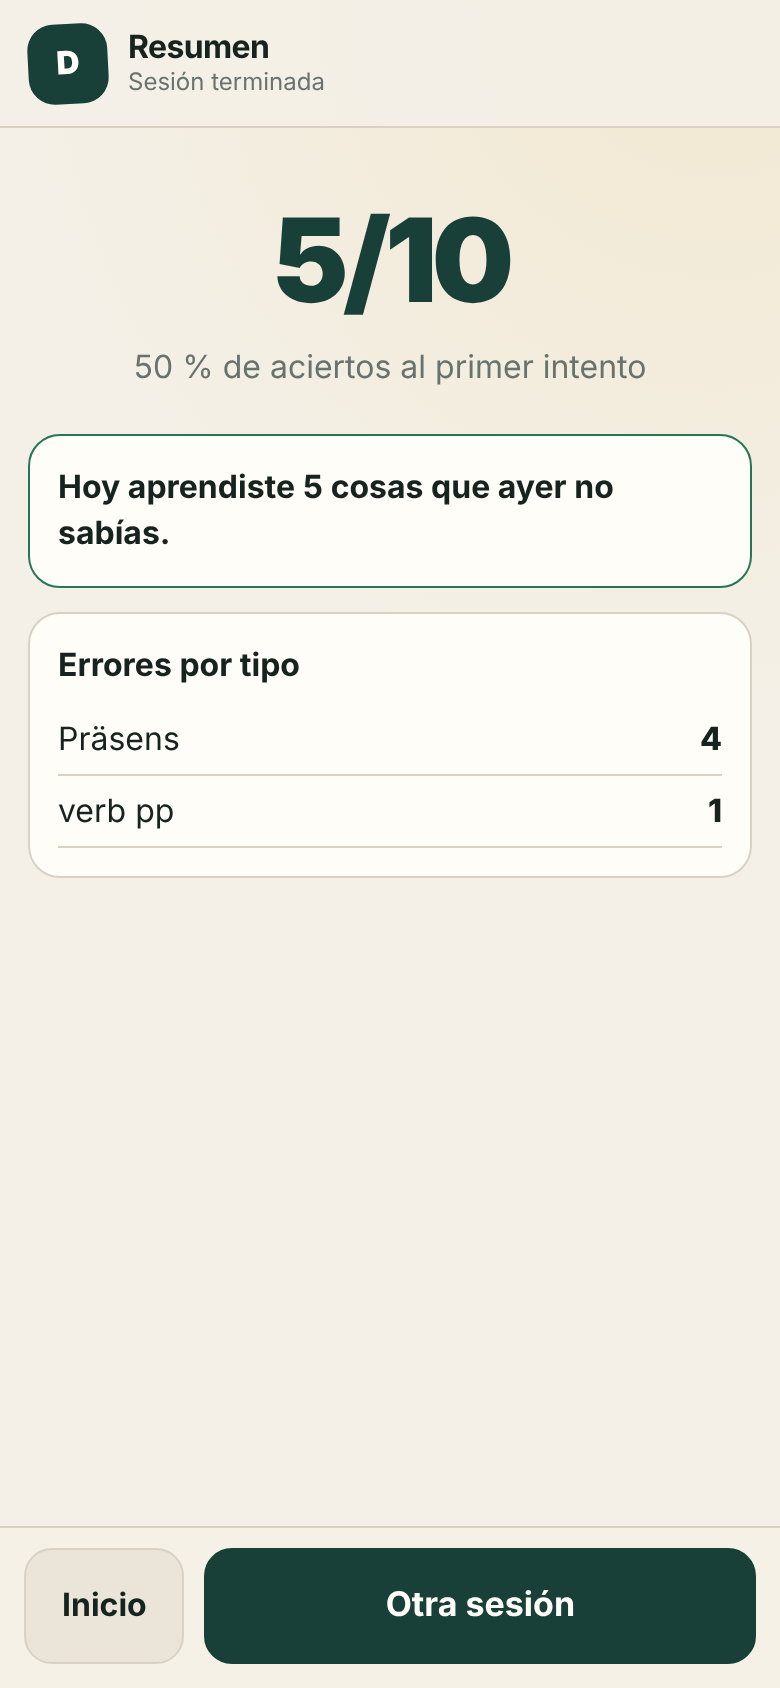 D
Resumen
Sesión terminada
5/10
50 % de aciertos al primer intento
Hoy aprendiste 5 cosas que ayer no
sabías.
Errores por tipo
Präsens 4
verb pp 1
Inicio
Otra sesión